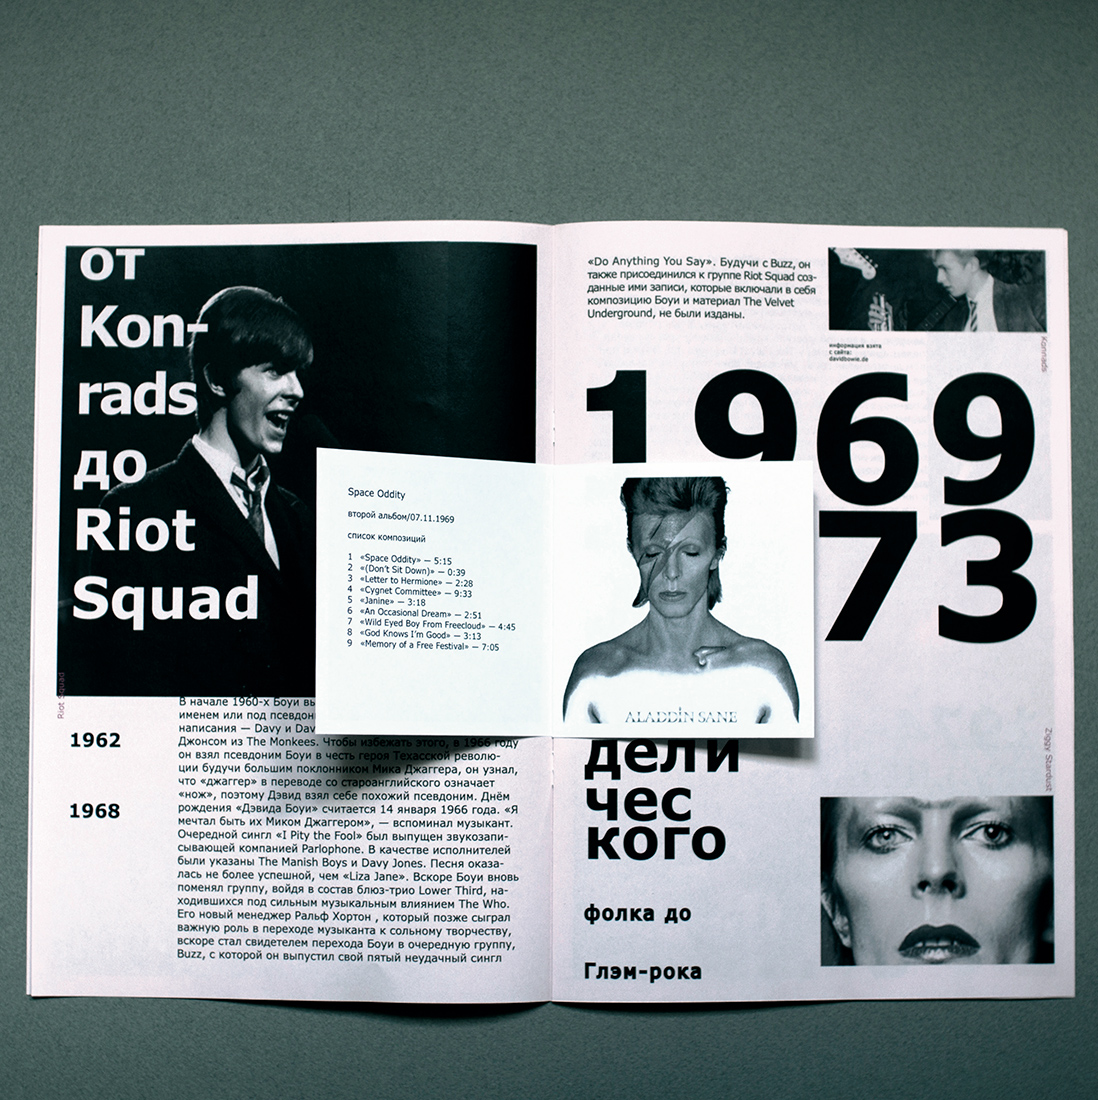 от
Kon-
rads
до
Riot
Squad
Riot Squad
1962
1968
В начале 1960-х Боуи
именем или под псевдони
написания — Davy и Dav
Джонсом из The Monkees. Чтобы избежать этого, в 1966 году
он взял псевдоним Боуи в честь героя Техасской револю-
ции будучи большим поклонником Мика Джаггера, он узнал,
что «джаггер» в переводе со староанглийского означает
«нож», поэтому Дэвид взял себе похожий псевдоним. Днём
рождения «Дэвида Боуи» считается 14 января 1966 года. «Я
мечтал быть их Миком Джаггером», — вспоминал музыкант.
Очередной сингл «I Pity the Fool» был выпущен звукозапи-
сывающей компанией Parlophone. В качестве исполнителей
были указаны The Manish Boys и Davy Jones. Песня оказа-
лась не более успешной, чем «Liza Jane». Вскоре Боуи вновь
поменял группу, войдя в состав блюз-трио Lower Third, на-
ходившихся под сильным музыкальным влиянием The Who.
Его новый менеджер Ральф Хортон , который позже сыграл
важную роль в переходе музыканта к сольному творчеству,
вскоре стал свидетелем перехода Боуи в очередную группу,
Buzz, с которой он выпустил свой пятый неудачный сингл
Space Oddity
второй альбом/07.11.1969
список композиций
1 «Space Oddity» — 5:15
2 «(Don't Sit Down)» — 0:39
3 «Letter to Hermione» — 2:28
4 «Cygnet Committee» — 9:33
5 «Janine» — 3:18
6 «An Occasional Dream» — 2:51
7 «Wild Eyed Boy From Freecloud» — 4:45
8 «God Knows I'm Good» — 3:13
9 «Memory of a Free Festival» — 7:05
ALADDIN SANE
«Do Anything You Say». Будучи с Buzz, он
также присоединился к группе Riot Squad соз-
данные ими записи, которые включали в себя
композицию Боуи и материал The Velvet
Underground, не были изданы.
информация взята
с сайта:
davidbowie.de
Konrads
1969
73
дели
чес
кого
фолка до
Глэм-рока
Ziggy Stardust